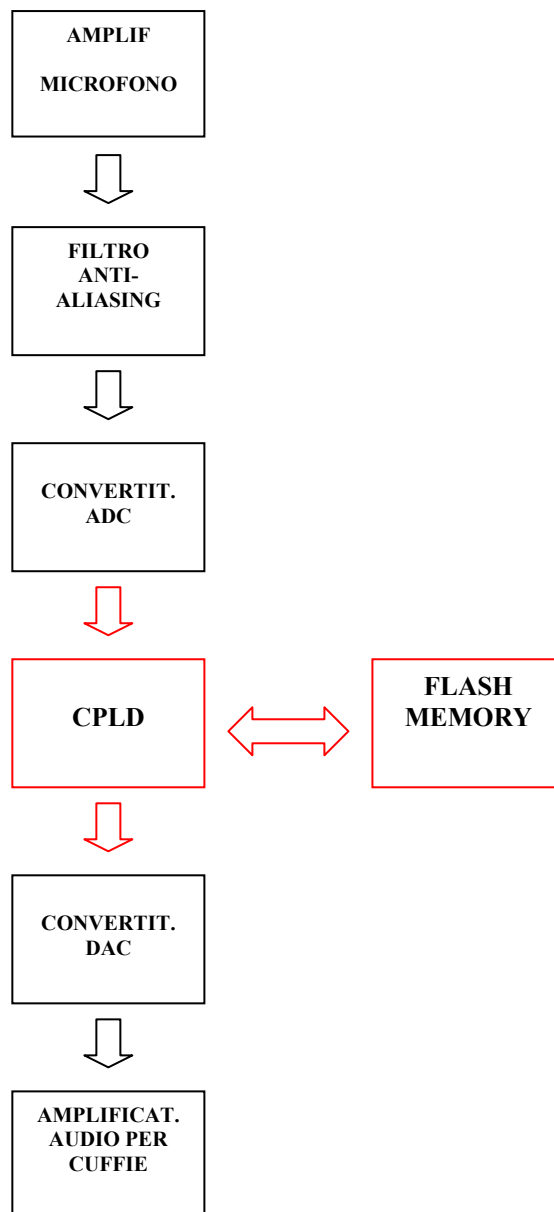 AMPLIF
MICROFONO
FILTRO
ANTI-
ALIASING
CONVERTIT.
ADC
CPLD
FLASH
MEMORY
CONVERTIT.
DAC
AMPLIFICAT.
AUDIO PER
CUFFIE